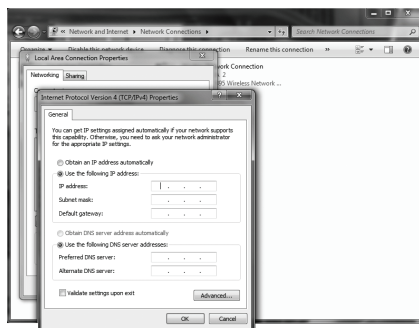 « Network and Internet ▸ Network Connections ▸
Search Network Connections
Organize ▾ Disable this network device Diagnose this connection Rename this connection »
Local Area Connection Properties
Networking Sharing
work Connection
2
95 Wireless Network ...
Internet Protocol Version 4 (TCP/IPv4) Properties
General
You can get IP settings assigned automatically if your network supports
this capability. Otherwise, you need to ask your network administrator
for the appropriate IP settings.
Obtain an IP address automatically
Use the following IP address:
IP address:
Subnet mask:
Default gateway:
Obtain DNS server address automatically
Use the following DNS server addresses:
Preferred DNS server:
Alternate DNS server:
Validate settings upon exit
Advanced...
OK Cancel